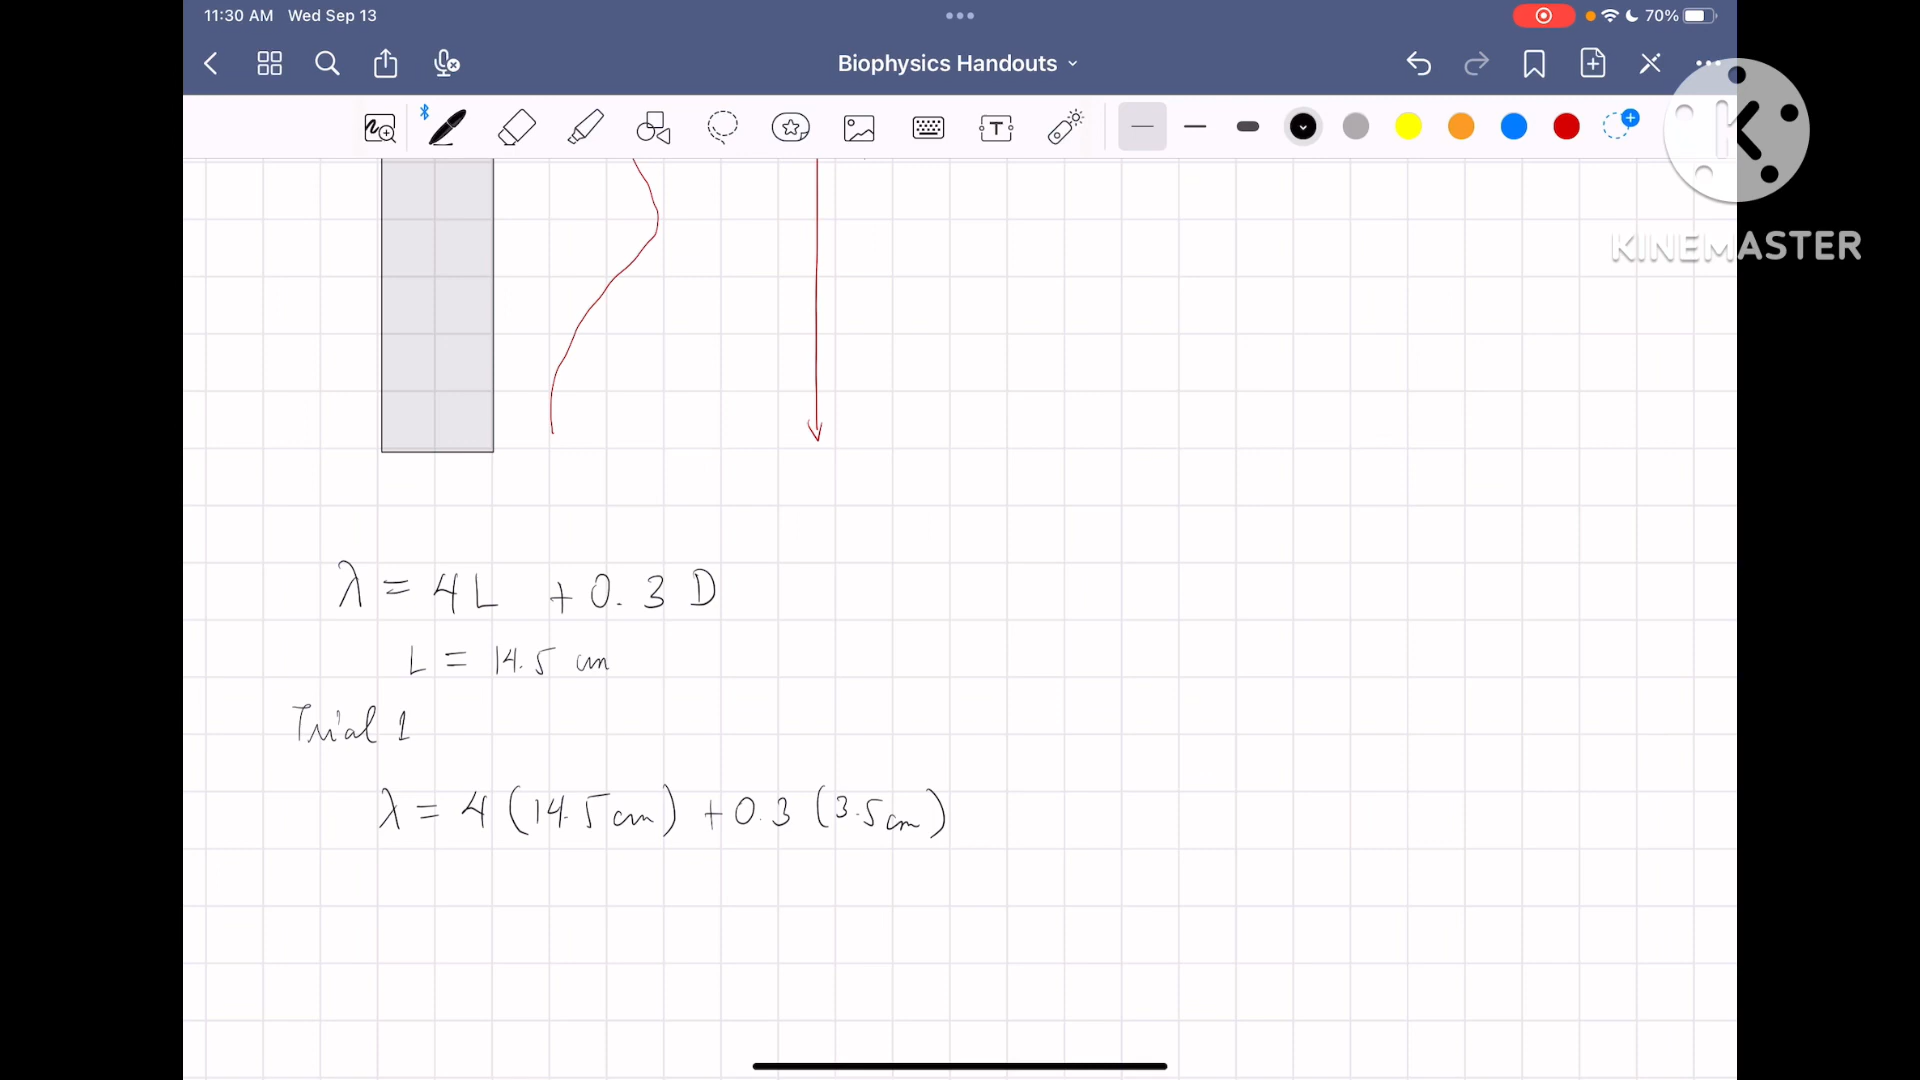 11:30 AM Wed Sep 13
70%
Biophysics Handouts
T
K
KINEMASTER
λ = 4 L + 0.3 D
L = 14.5 cm
Trial 1
λ = 4 (14.5 cm) + 0.3 (3.5 cm)